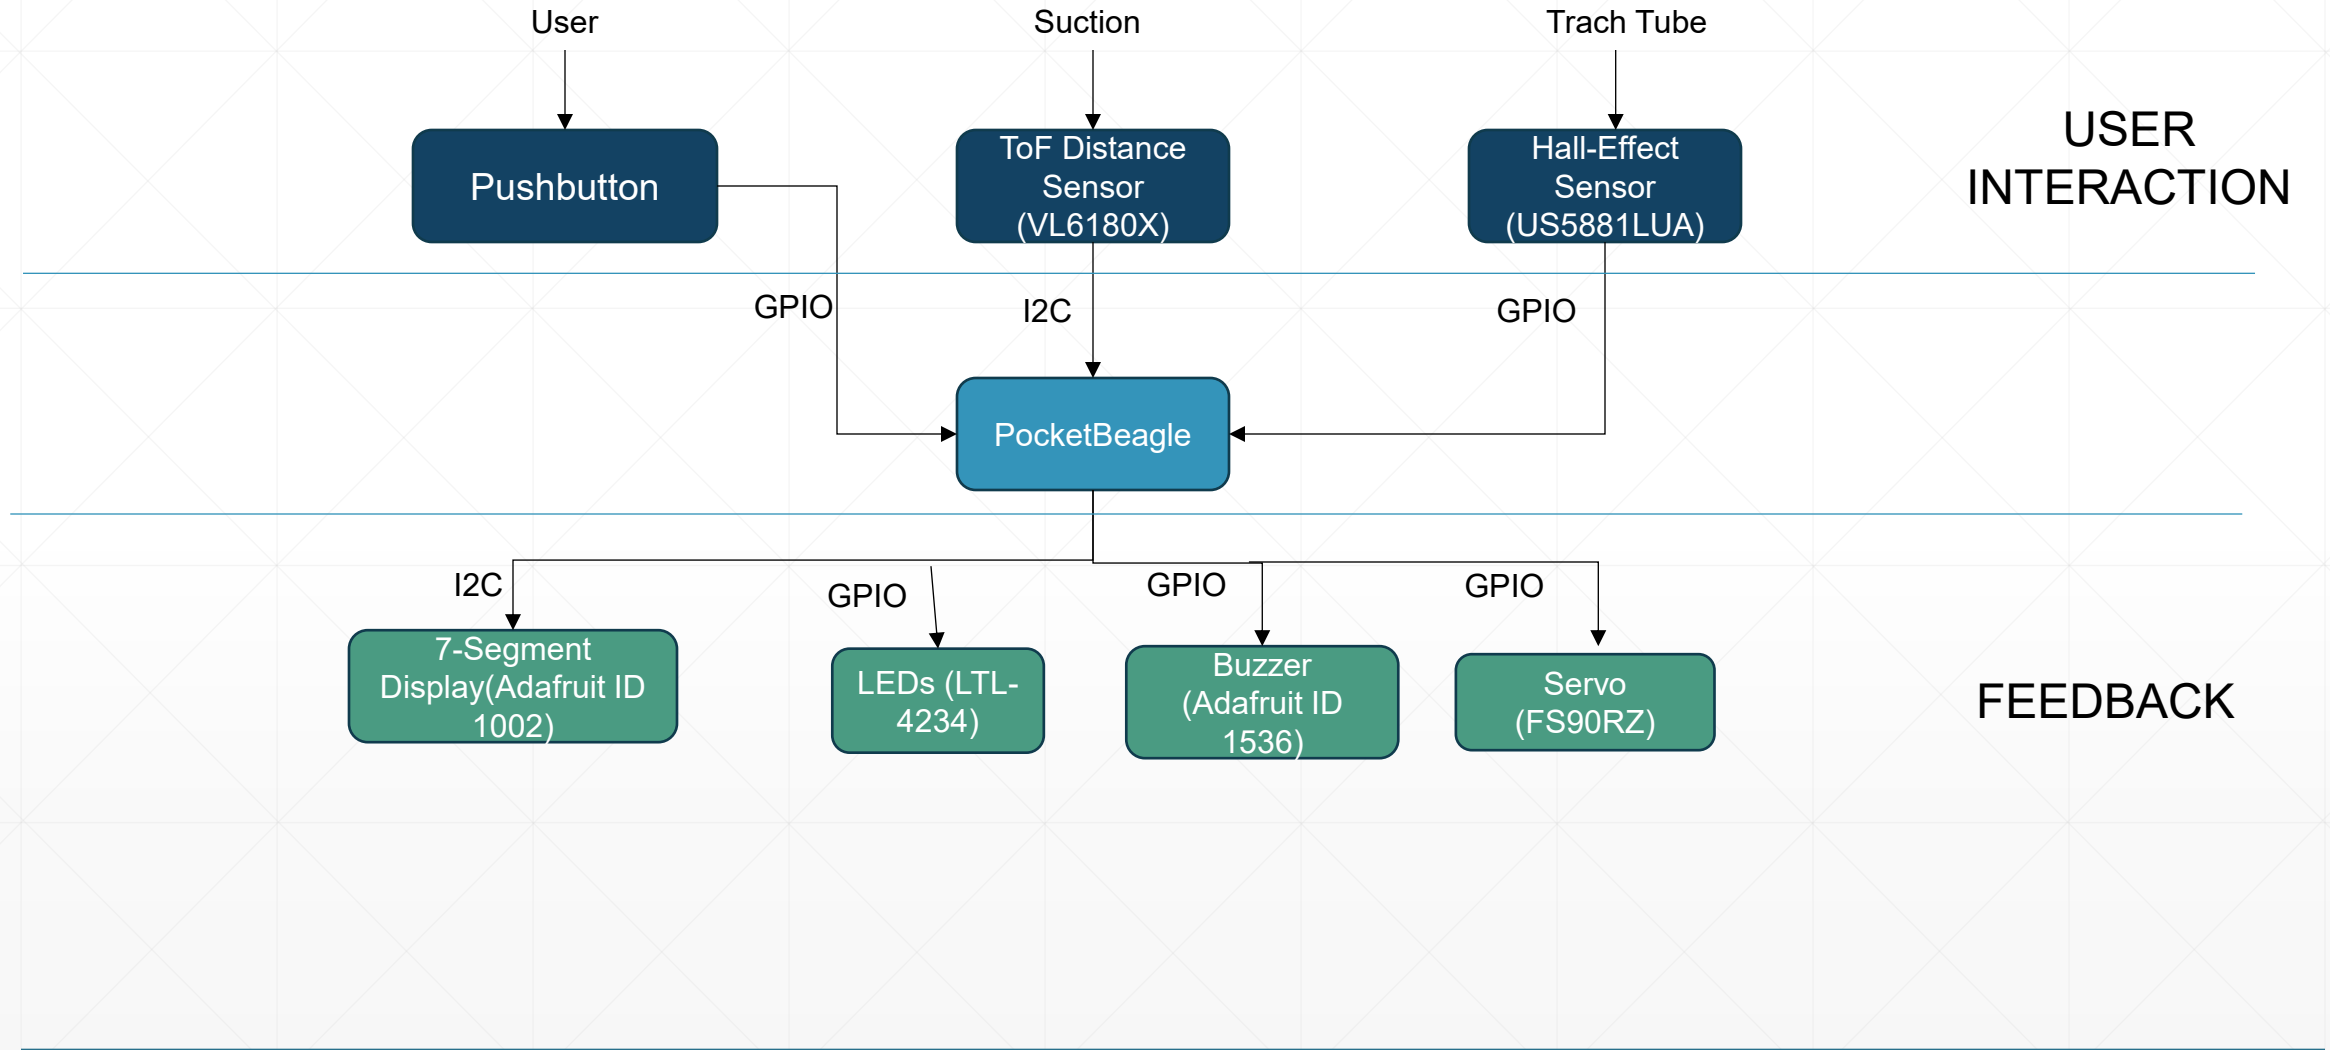 User
Suction
Trach Tube
Pushbutton
ToF Distance
Sensor
(VL6180X)
Hall-Effect
Sensor
(US5881LUA)
USER
INTERACTION
GPIO
I2C
GPIO
PocketBeagle
I2C
GPIO
GPIO
GPIO
7-Segment
Display(Adafruit ID
1002)
LEDs (LTL-
4234)
Buzzer
(Adafruit ID
1536)
Servo
(FS90RZ)
FEEDBACK